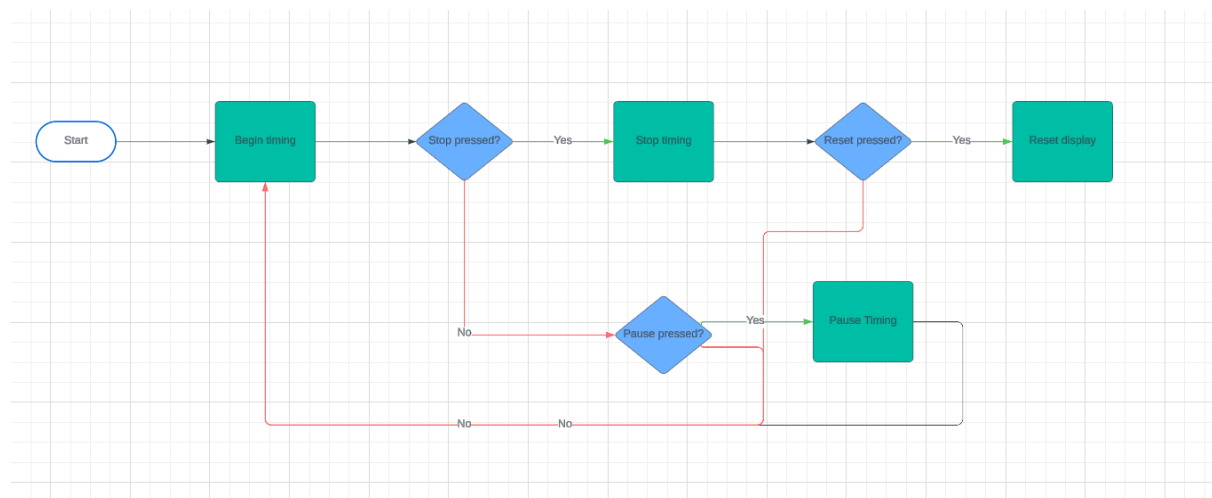 Start
Begin timing
Stop pressed?
Yes
Stop timing
Reset pressed?
Yes
Reset display
No
Pause pressed?
Yes
Pause Timing
No
No